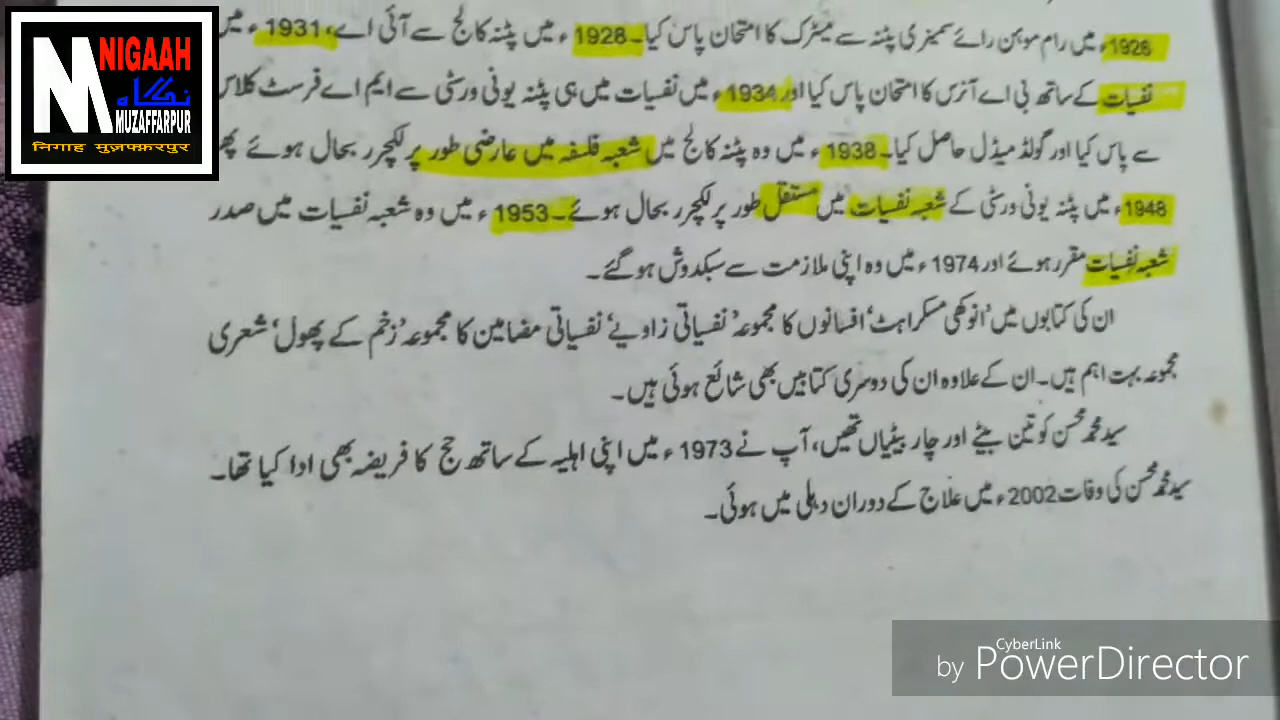 NIGAAH
نگاہ
MUZAFFARPUR
निगाह मुज़फ़्फ़रपुर
1926ء میں رام موہن رائے سمینری پٹنہ سے میٹرک کا امتحان پاس کیا۔ 1928ء میں پٹنہ کالج سے آئی اے، 1931ء میں
نفسیات کے ساتھ بی اے آنرس کا امتحان پاس کیا اور 1934ء میں نفسیات میں ہی پٹنہ یونی ورسٹی سے ایم اے فرسٹ کلاس
سے پاس کیا اور گولڈ میڈل حاصل کیا۔ 1938ء میں وہ پٹنہ کالج میں شعبہ فلسفہ میں عارضی طور پر لکچرر بحال ہوئے پھر
1948ء میں پٹنہ یونی ورسٹی کے شعبہ نفسیات میں مستقل طور پر لکچرر بحال ہوئے۔ 1953ء میں وہ شعبہ نفسیات میں صدر
شعبہ نفسیات مقرر ہوئے اور 1974ء میں وہ اپنی ملازمت سے سبکدوش ہو گئے۔
ان کی کتابوں میں 'انوکھی مسکراہٹ' افسانوں کا مجموعہ 'نفسیاتی زاویے' نفسیاتی مضامین کا مجموعہ 'زخم کے پھول' شعری
مجموعہ بہت اہم ہیں۔ ان کے علاوہ ان کی دوسری کتابیں بھی شائع ہوئی ہیں۔
سید محمد محسن کو تین بیٹے اور چار بیٹیاں تھیں، آپ نے 1973ء میں اپنی اہلیہ کے ساتھ حج کا فریضہ بھی ادا کیا تھا۔
سید محمد محسن کی وفات 2002ء میں علاج کے دوران دہلی میں ہوئی۔
CyberLink
by PowerDirector